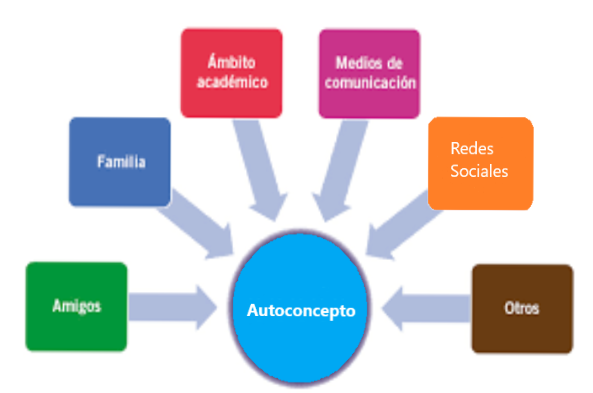 Ámbito
académico
Medios de
comunicación
Familia
Redes
Sociales
Amigos
Autoconcepto
Otros